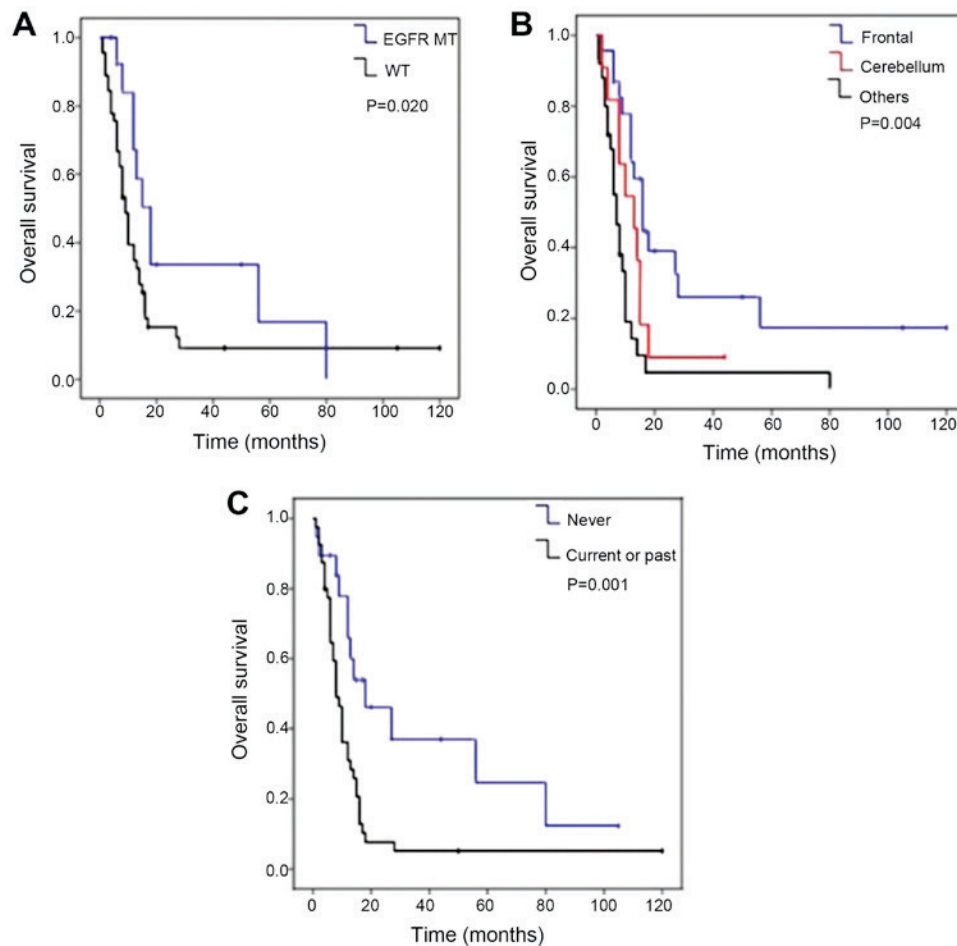 A
EGFR MT
WT
P=0.020
1.0
0.8
0.6
0.4
0.2
0.0
Overall survival
0 20 40 60 80 100 120
Time (months)
B
Frontal
Cerebellum
Others
P=0.004
1.0
0.8
0.6
0.4
0.2
0.0
Overall survival
0 20 40 60 80 100 120
Time (months)
C
Never
Current or past
P=0.001
1.0
0.8
0.6
0.4
0.2
0.0
Overall survival
0 20 40 60 80 100 120
Time (months)